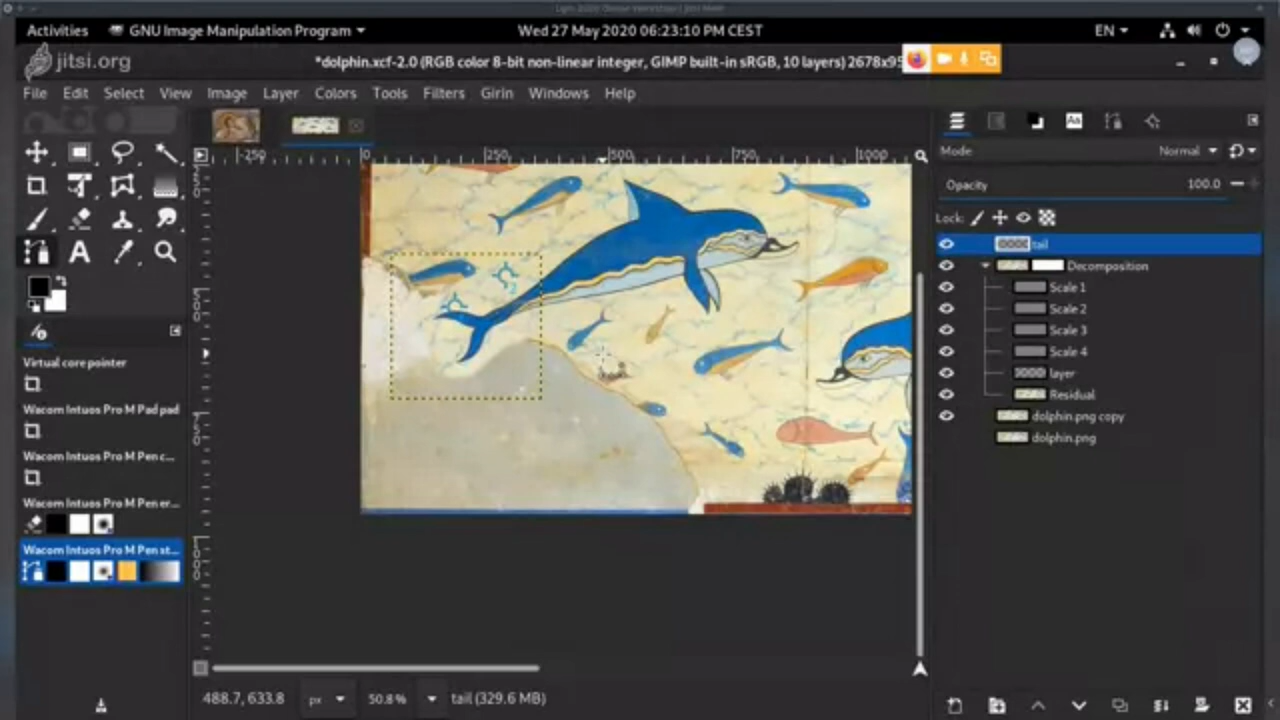 Activities GNU Image Manipulation Program Wed 27 May 2020 06:23:10 PM CEST EN
jitsi.org *dolphin.xcf-2.0 (RGB color 8-bit non-linear integer, GIMP built-in sRGB, 10 layers) 2678x95
File Edit Select View Image Layer Colors Tools Filters Girin Windows Help
-250 0 250 500 750 1000
Mode Normal
Opacity 100.0
Lock:
tail
Decomposition
Scale 1
Scale 2
Scale 3
Scale 4
layer
Residual
dolphin.png copy
dolphin.png
Virtual core pointer
Wacom Intuos Pro M Pad pad
Wacom Intuos Pro M Pen c...
Wacom Intuos Pro M Pen er...
Wacom Intuos Pro M Pen st...
488.7, 633.8 px 50.8% tail (329.6 MB)